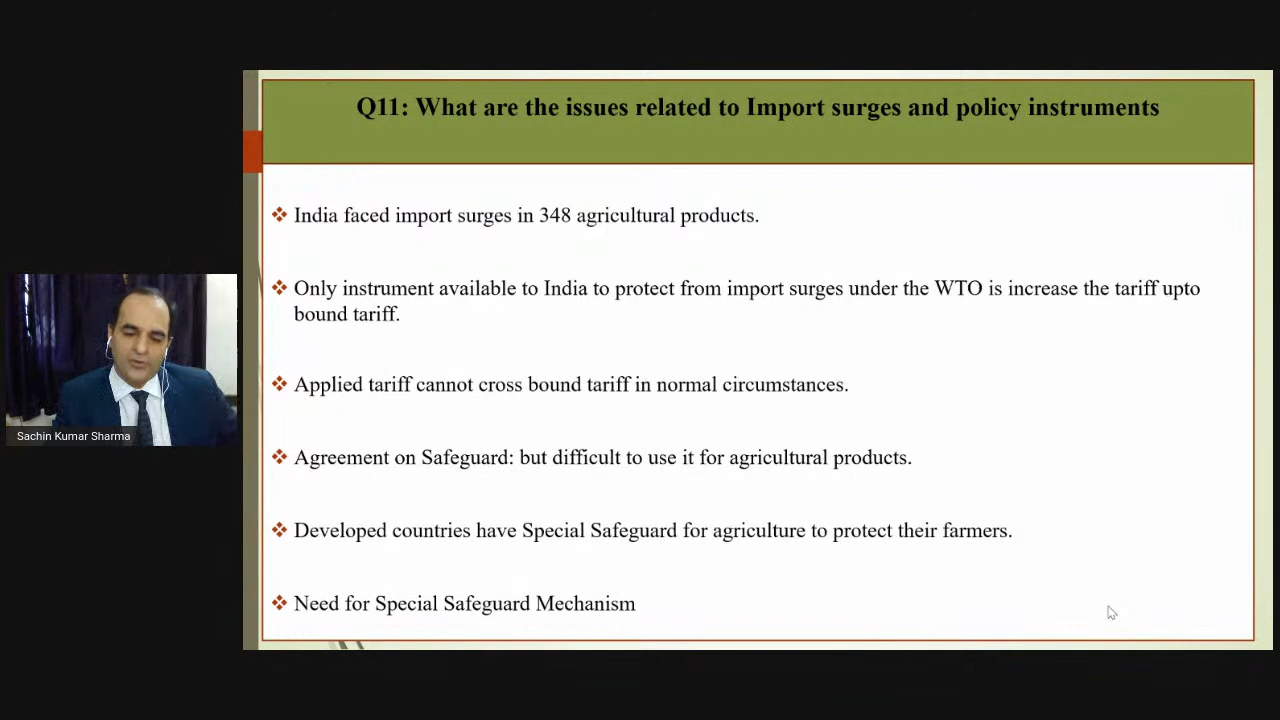 Q11: What are the issues related to Import surges and policy instruments
❖ India faced import surges in 348 agricultural products.
❖ Only instrument available to India to protect from import surges under the WTO is increase the tariff upto
bound tariff.
❖ Applied tariff cannot cross bound tariff in normal circumstances.
❖ Agreement on Safeguard: but difficult to use it for agricultural products.
❖ Developed countries have Special Safeguard for agriculture to protect their farmers.
❖ Need for Special Safeguard Mechanism
Sachin Kumar Sharma